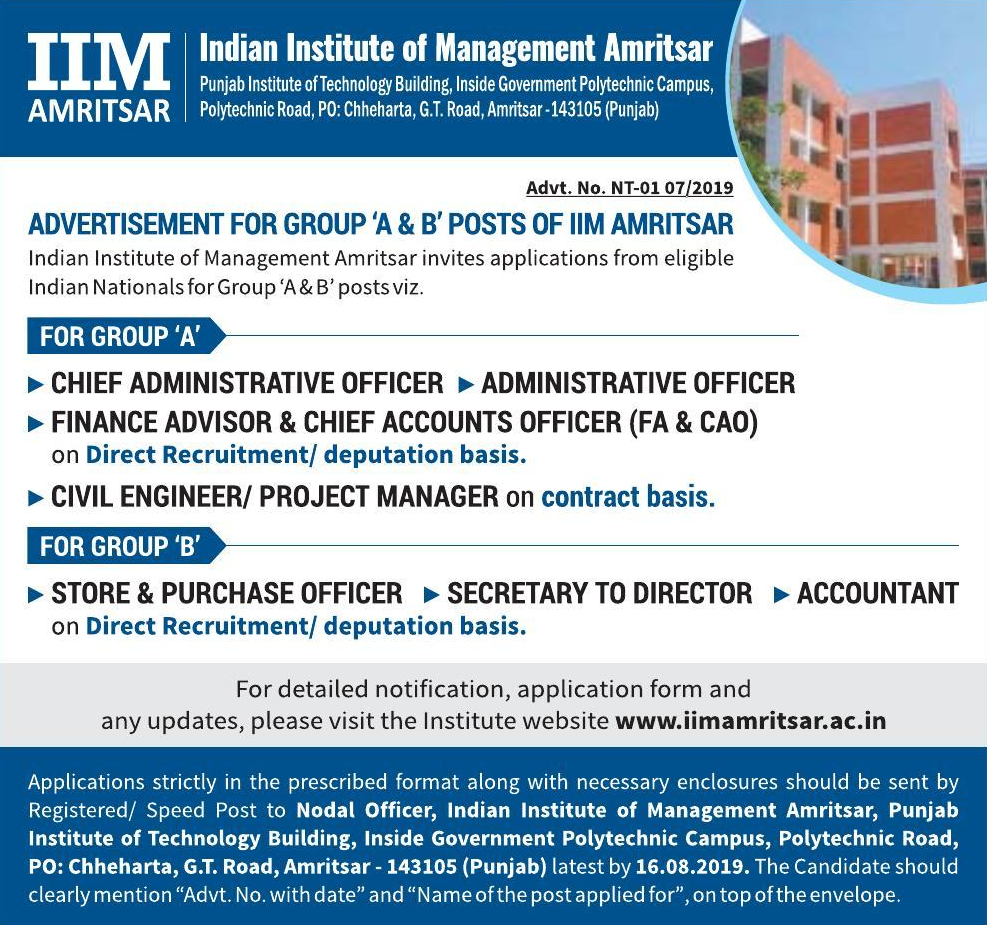 IIM
AMRITSAR
Indian Institute of Management Amritsar
Punjab Institute of Technology Building, Inside Government Polytechnic Campus,
Polytechnic Road, PO: Chheharta, G.T. Road, Amritsar -143105 (Punjab)
Advt. No. NT-01 07/2019
ADVERTISEMENT FOR GROUP ‘A & B’ POSTS OF IIM AMRITSAR
Indian Institute of Management Amritsar invites applications from eligible
Indian Nationals for Group ‘A & B’ posts viz.
FOR GROUP ‘A’
► CHIEF ADMINISTRATIVE OFFICER ► ADMINISTRATIVE OFFICER
► FINANCE ADVISOR & CHIEF ACCOUNTS OFFICER (FA & CAO)
on Direct Recruitment/ deputation basis.
► CIVIL ENGINEER/ PROJECT MANAGER on contract basis.
FOR GROUP ‘B’
► STORE & PURCHASE OFFICER ► SECRETARY TO DIRECTOR ► ACCOUNTANT
on Direct Recruitment/ deputation basis.
For detailed notification, application form and
any updates, please visit the Institute website www.iimamritsar.ac.in
Applications strictly in the prescribed format along with necessary enclosures should be sent by
Registered/ Speed Post to Nodal Officer, Indian Institute of Management Amritsar, Punjab
Institute of Technology Building, Inside Government Polytechnic Campus, Polytechnic Road,
PO: Chheharta, G.T. Road, Amritsar - 143105 (Punjab) latest by 16.08.2019. The Candidate should
clearly mention “Advt. No. with date” and “Name of the post applied for”, on top of the envelope.